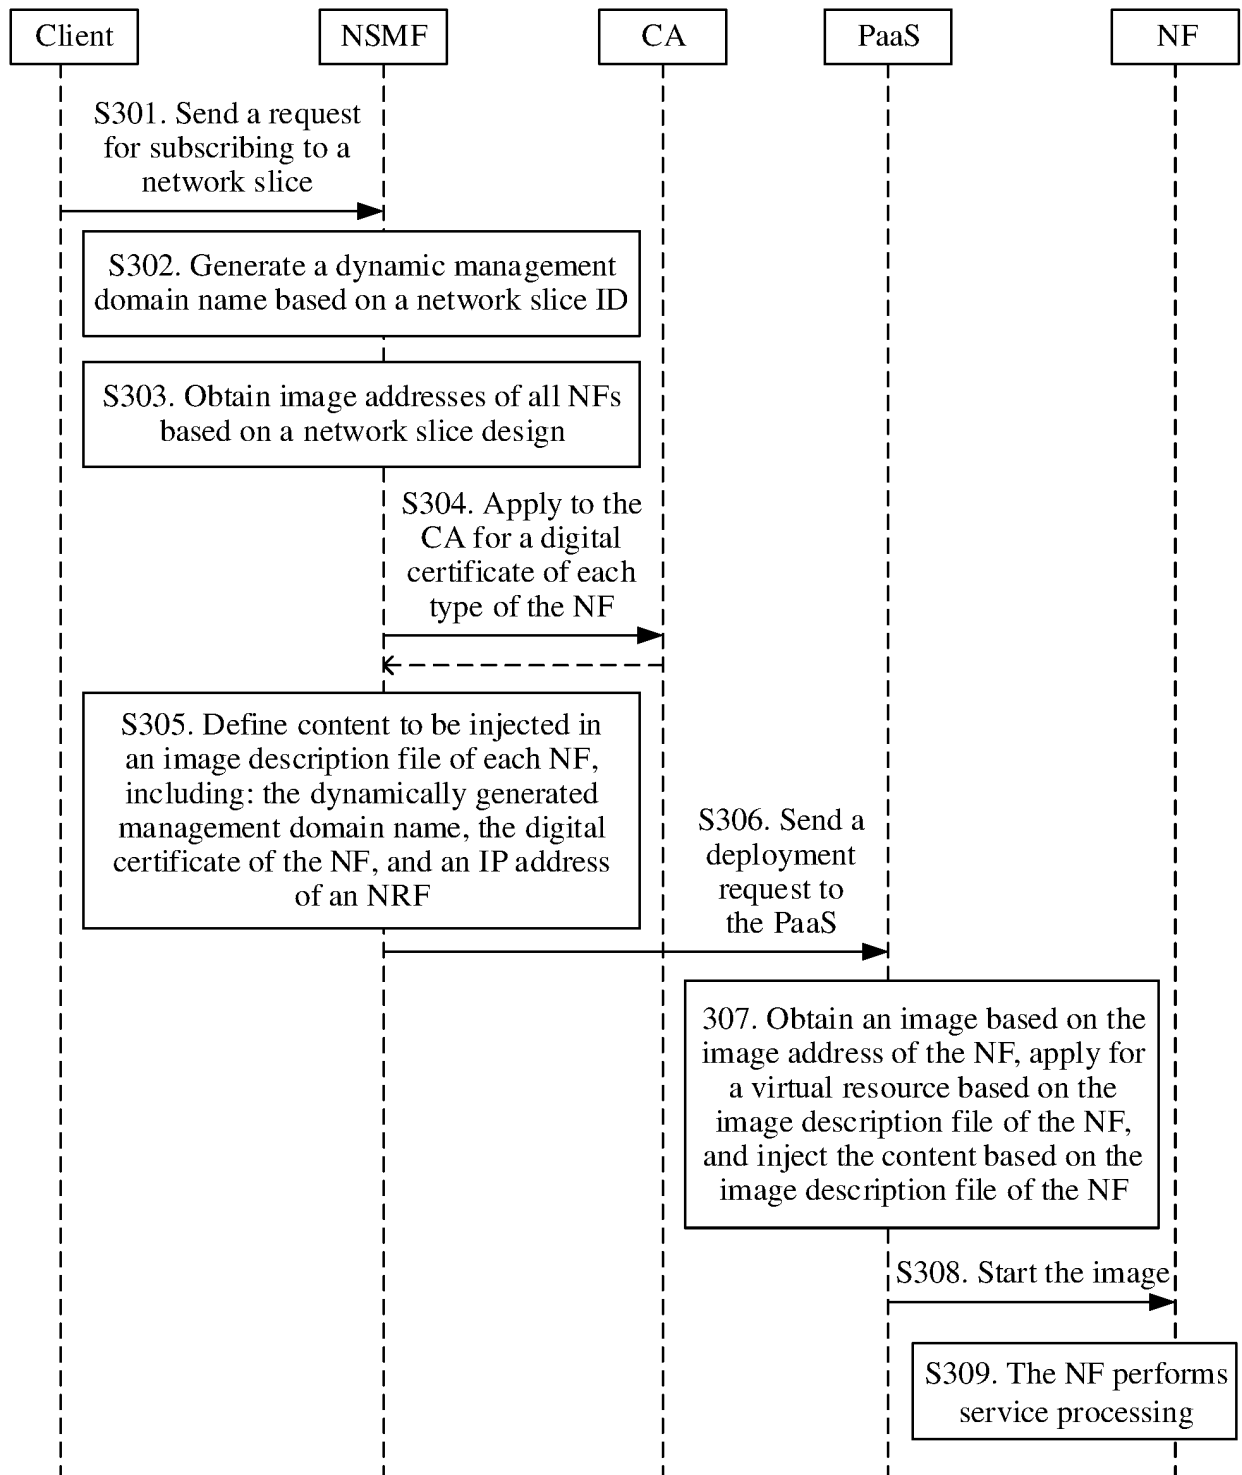 Client
NSMF
CA
PaaS
NF
S301. Send a request
for subscribing to a
network slice
S302. Generate a dynamic management
domain name based on a network slice ID
S303. Obtain image addresses of all NFs
based on a network slice design
S304. Apply to the
CA for a digital
certificate of each
type of the NF
S305. Define content to be injected in
an image description file of each NF,
including: the dynamically generated
management domain name, the digital
certificate of the NF, and an IP address
of an NRF
S306. Send a
deployment
request to
the PaaS
307. Obtain an image based on the
image address of the NF, apply for
a virtual resource based on the
image description file of the NF,
and inject the content based on the
image description file of the NF
S308. Start the image
S309. The NF performs
service processing